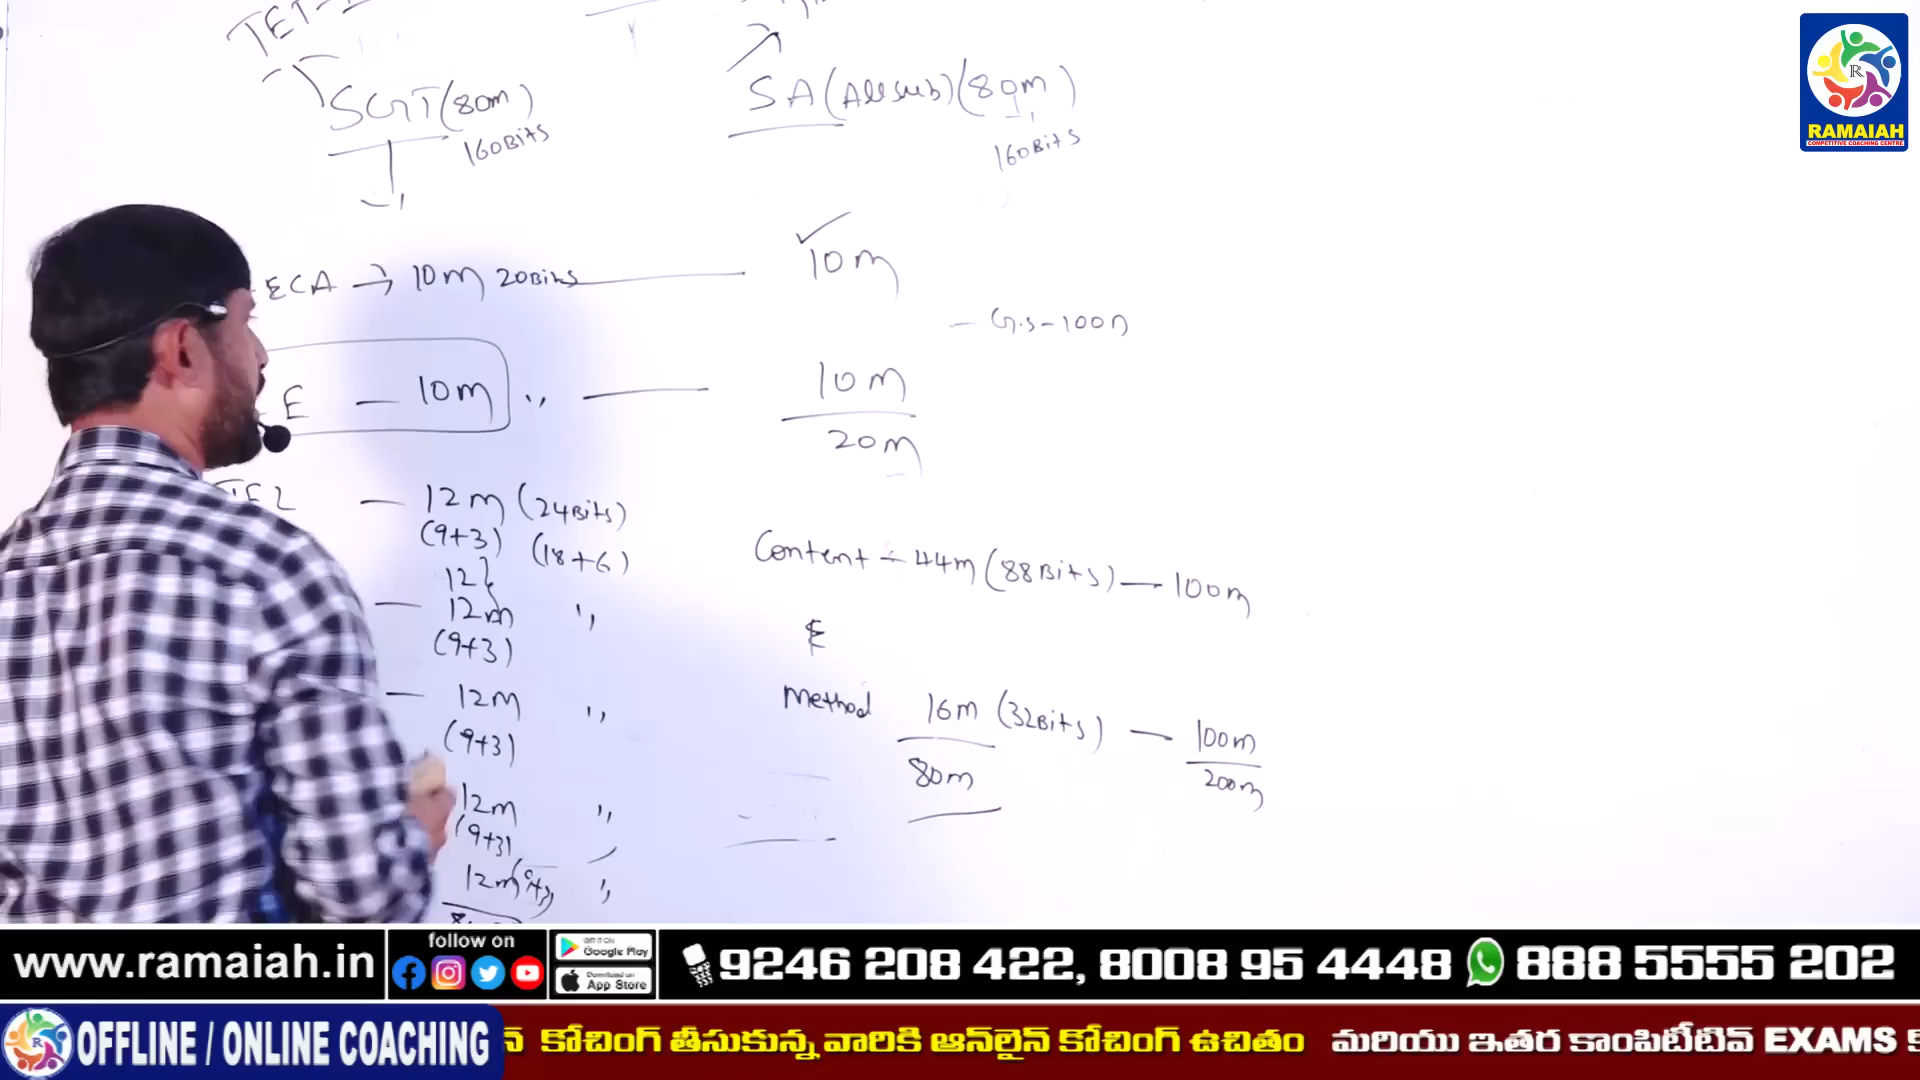 TET-
SGT(80m)
160Bits
SA(All sub)(80m)
160Bits
RAMAIAH
COMPETITIVE COACHING CENTRE
ECA → 10m 20Bits
10m
G.S-100m
E - 10m ,,
10m
20m
TEL - 12m (24Bits)
(9+3) (18+6)
12}
- 12m ,,
(9+3)
- 12m ,,
(9+3)
12m ,,
(9+3)
12m ,,
Content - 44m (88Bits) - 100m
&
Method 16m (32Bits) - 100m
80m
200m
www.ramaiah.in
follow on
GET IT ON
Google Play
Download on
App Store
9246 208 422, 8008 95 4448
888 5555 202
OFFLINE / ONLINE COACHING
న్ కోచింగ్ తీసుకున్న వారికి ఆన్‌లైన్ కోచింగ్ ఉచితం మరియు ఇతర కాంపిటీటివ్ EXAMS